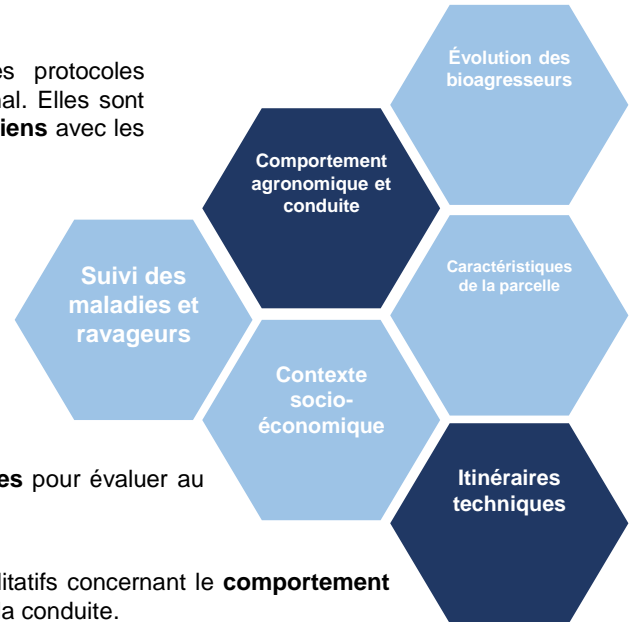 es protocoles
nal. Elles sont
iens avec les
Évolution des
bioagresseurs
Comportement
agronomique et
conduite
Caractéristiques
de la parcelle
Suivi des
maladies et
ravageurs
Contexte
socio-
économique
Itinéraires
techniques
es pour évaluer au
litatifs concernant le comportement
la conduite.